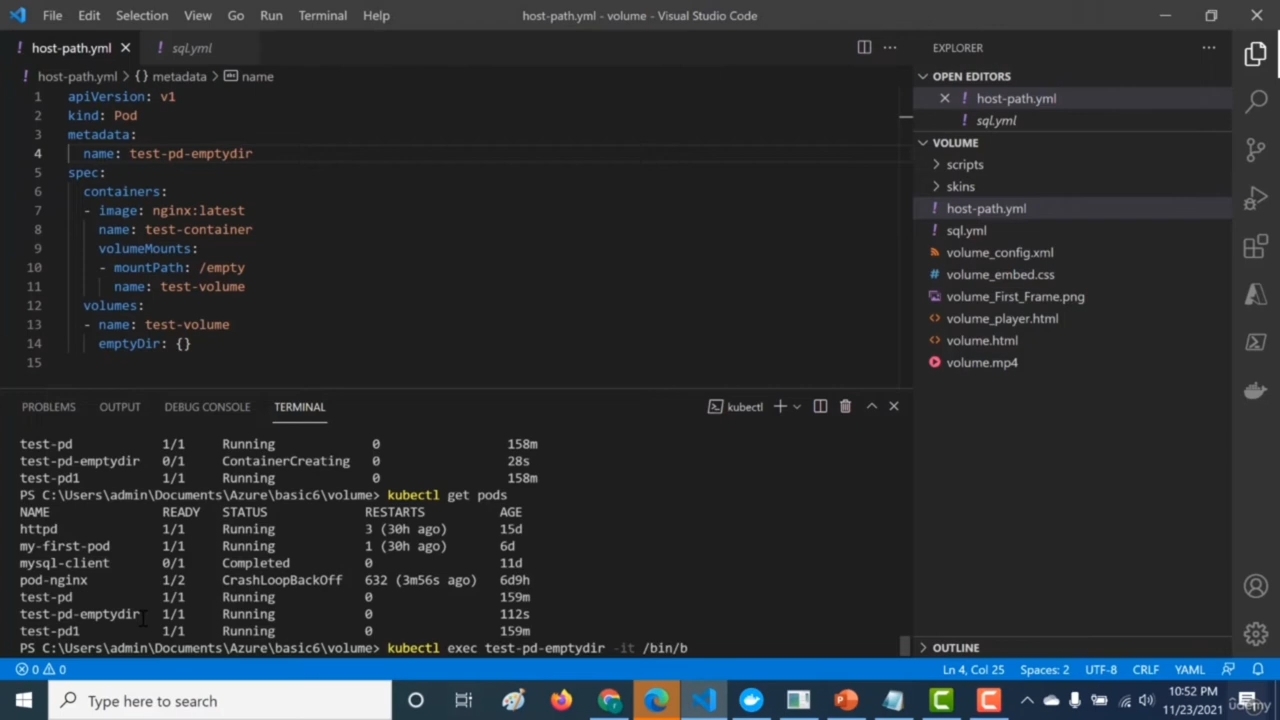 File Edit Selection View Go Run Terminal Help host-path.yml - volume - Visual Studio Code
! host-path.yml ! sql.yml
! host-path.yml > {} metadata > abc name
1 apiVersion: v1
2 kind: Pod
3 metadata:
4 name: test-pd-emptydir
5 spec:
6 containers:
7 - image: nginx:latest
8 name: test-container
9 volumeMounts:
10 - mountPath: /empty
11 name: test-volume
12 volumes:
13 - name: test-volume
14 emptyDir: {}
15
PROBLEMS OUTPUT DEBUG CONSOLE TERMINAL kubectl
test-pd 1/1 Running 0 158m
test-pd-emptydir 0/1 ContainerCreating 0 28s
test-pd1 1/1 Running 0 158m
PS C:\Users\admin\Documents\Azure\basic6\volume> kubectl get pods
NAME READY STATUS RESTARTS AGE
httpd 1/1 Running 3 (30h ago) 15d
my-first-pod 1/1 Running 1 (30h ago) 6d
mysql-client 0/1 Completed 0 11d
pod-nginx 1/2 CrashLoopBackOff 632 (3m56s ago) 6d9h
test-pd 1/1 Running 0 159m
test-pd-emptydir 1/1 Running 0 112s
test-pd1 1/1 Running 0 159m
PS C:\Users\admin\Documents\Azure\basic6\volume> kubectl exec test-pd-emptydir -it /bin/b
EXPLORER
OPEN EDITORS
! host-path.yml
! sql.yml
VOLUME
scripts
skins
! host-path.yml
! sql.yml
volume_config.xml
volume_embed.css
volume_First_Frame.png
volume_player.html
volume.html
volume.mp4
OUTLINE
0 0 Ln 4, Col 25 Spaces: 2 UTF-8 CRLF YAML
Type here to search
10:52 PM
11/23/2021
udemy